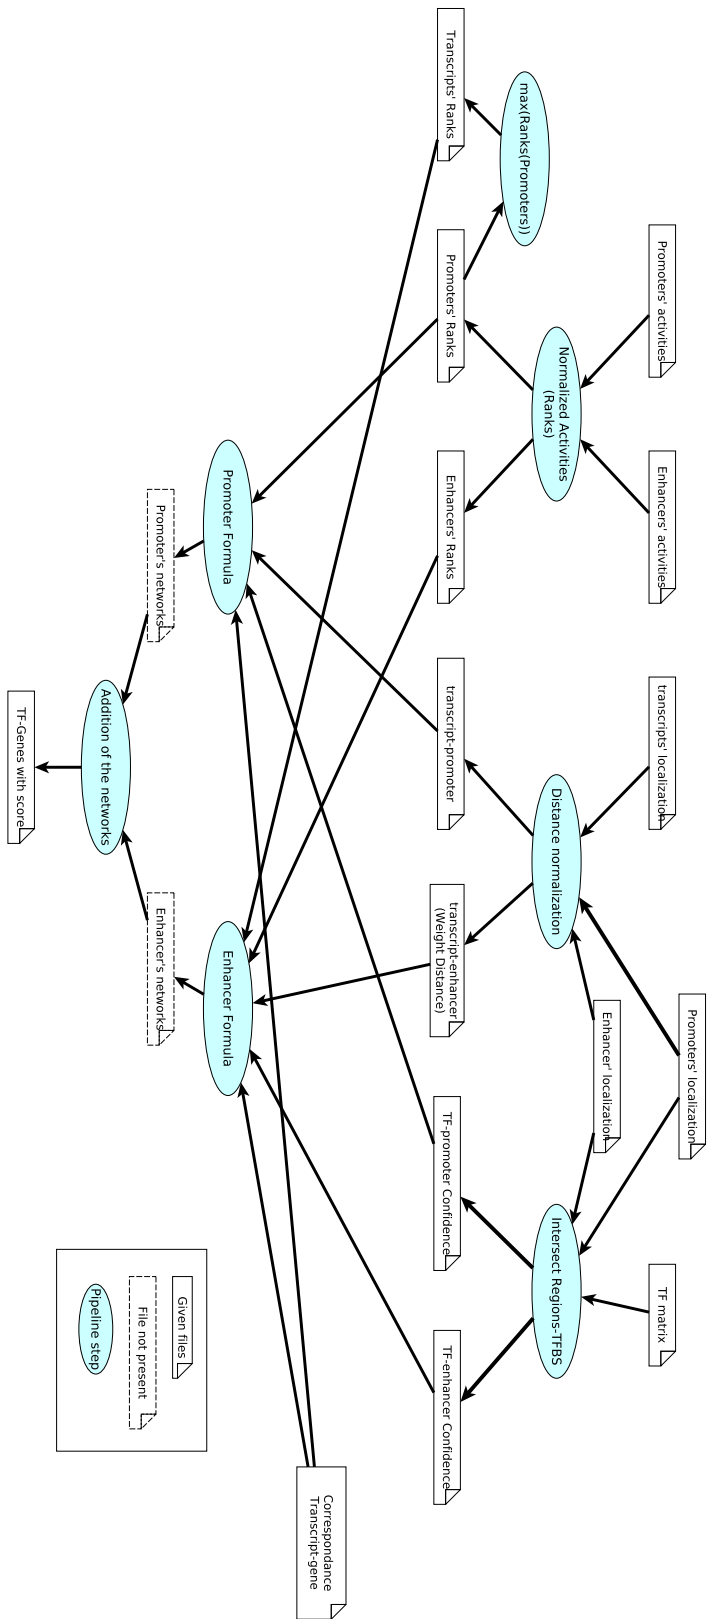 Promoters' activities
Enhancers' activities
transcripts' localization
Promoters' localization
Enhancer' localization
TF matrix
max(Ranks(Promoters))
Normalized Activities
(Ranks)
Distance normalization
Intersect Regions-TFBS
Transcripts' Ranks
Promoters' Ranks
Enhancers' Ranks
transcript-promoter
transcript-enhancer
(Weight Distance)
TF-promoter Confidence
TF-enhancer Confidence
Correspondance
Transcript-gene
Promoter Formula
Enhancer Formula
Promoter's networks
Enhancer's networks
Addition of the networks
TF-Genes with score
Given files
File not present
Pipeline step